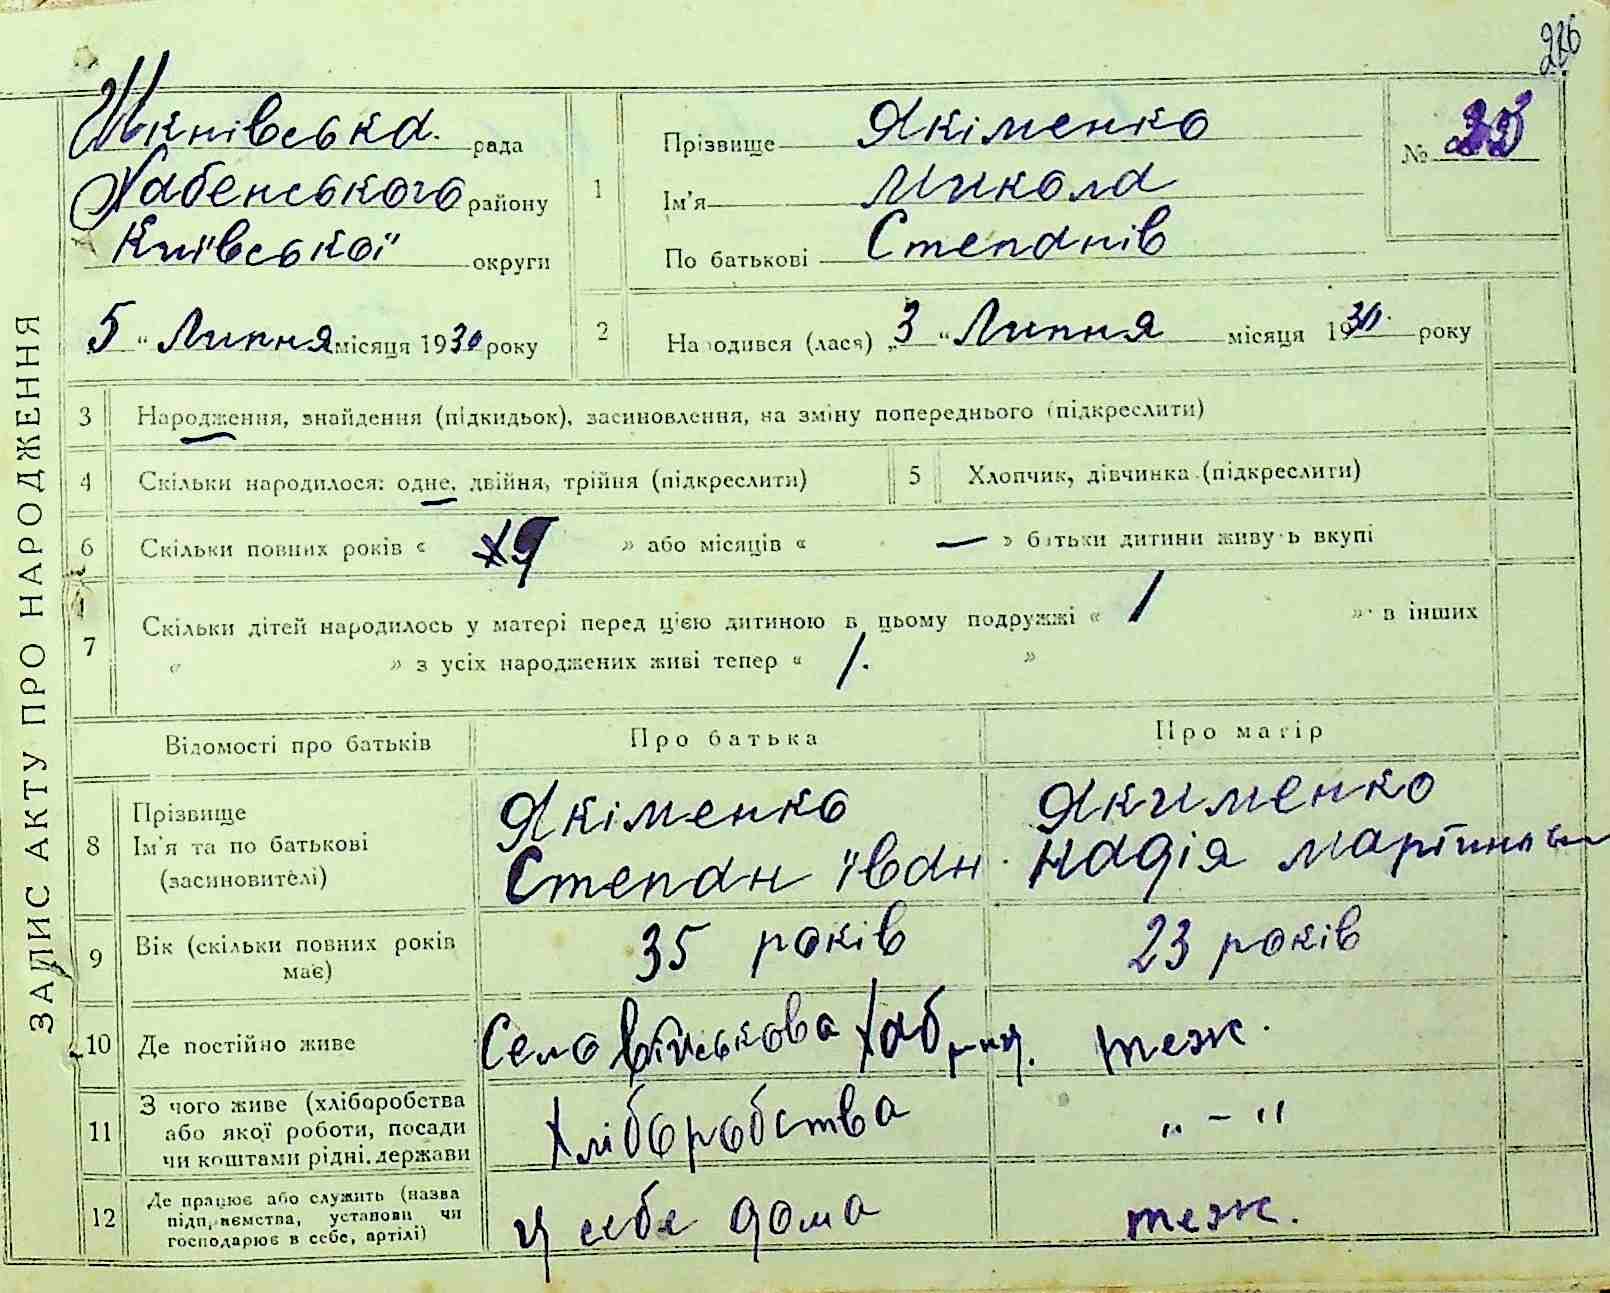 226
ЗАПИС АКТУ ПРО НАРОДЖЕННЯ
рада
Хабенського району
Київської округи
5 " Липня місяця 1930 року
1
Прізвище Якіменко
Ім'я Микола
По батькові Степанів
№ 23
2
Народився (лася) „3 " Липня місяця 1930 року
3 Народження, знайдення (підкидьок), засиновлення, на зміну попереднього (підкреслити)
4 Скільки народилося: одне, двійня, трійня (підкреслити) 5 Хлопчик, дівчинка (підкреслити)
6 Скільки повних років « » або місяців « — » батьки дитини живуть вкупі
7 Скільки дітей народилось у матері перед цією дитиною в цьому подружжі « 1 » в інших
« » з усіх народжених живі тепер « 1. »
Відомості про батьків Про батька Про матір
8 Прізвище
Ім'я та по батькові
(засиновителі)
Якіменко
Степан Їван.
Якименко
Надія
9 Вік (скільки повних років має)
35 років
23 років
10 Де постійно живе
Село Військова Хаб
теж.
11 З чого живе (хліборобства
або якої роботи, посади
чи коштами рідні, держави
Хліборобства
„ – "
12 Де працює або служить (назва
підприємства, установи чи
господарює в себе, артілі)
у себе дома
теж.